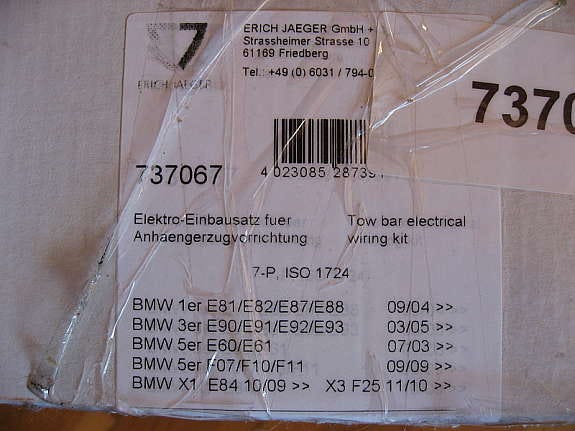 ERICH JAEGER GmbH +
Strassheimer Strasse 10
61169 Friedberg
Tel.: +49 (0) 6031 / 794-0
ERICH JAEGER
7370
737067
4 023085 287391
Elektro-Einbausatz fuer Tow bar electrical
Anhaengerzugvorrichtung wiring kit
7-P, ISO 1724
BMW 1er E81/E82/E87/E88 09/04 >>
BMW 3er E90/E91/E92/E93 03/05 >>
BMW 5er E60/E61 07/03 >>
BMW 5er F07/F10/F11 09/09 >>
BMW X1 E84 10/09 >> X3 F25 11/10 >>